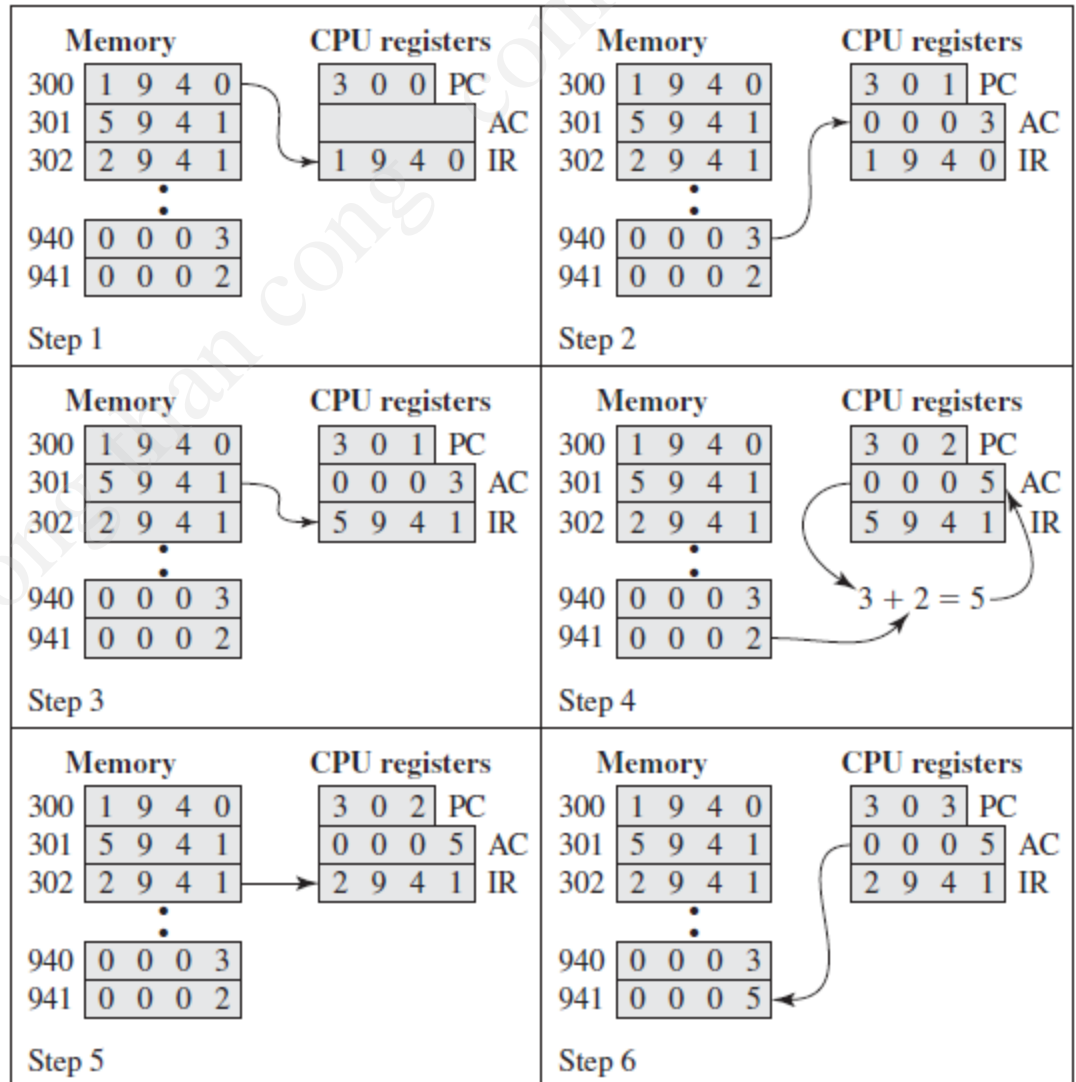 Memory CPU registers
300 1 9 4 0 3 0 0 PC
301 5 9 4 1 AC
302 2 9 4 1 1 9 4 0 IR
940 0 0 0 3
941 0 0 0 2
Step 1
Memory CPU registers
300 1 9 4 0 3 0 1 PC
301 5 9 4 1 0 0 0 3 AC
302 2 9 4 1 1 9 4 0 IR
940 0 0 0 3
941 0 0 0 2
Step 2
Memory CPU registers
300 1 9 4 0 3 0 1 PC
301 5 9 4 1 0 0 0 3 AC
302 2 9 4 1 5 9 4 1 IR
940 0 0 0 3
941 0 0 0 2
Step 3
Memory CPU registers
300 1 9 4 0 3 0 2 PC
301 5 9 4 1 0 0 0 5 AC
302 2 9 4 1 5 9 4 1 IR
940 0 0 0 3 3 + 2 = 5
941 0 0 0 2
Step 4
Memory CPU registers
300 1 9 4 0 3 0 2 PC
301 5 9 4 1 0 0 0 5 AC
302 2 9 4 1 2 9 4 1 IR
940 0 0 0 3
941 0 0 0 2
Step 5
Memory CPU registers
300 1 9 4 0 3 0 3 PC
301 5 9 4 1 0 0 0 5 AC
302 2 9 4 1 2 9 4 1 IR
940 0 0 0 3
941 0 0 0 5
Step 6
than cong